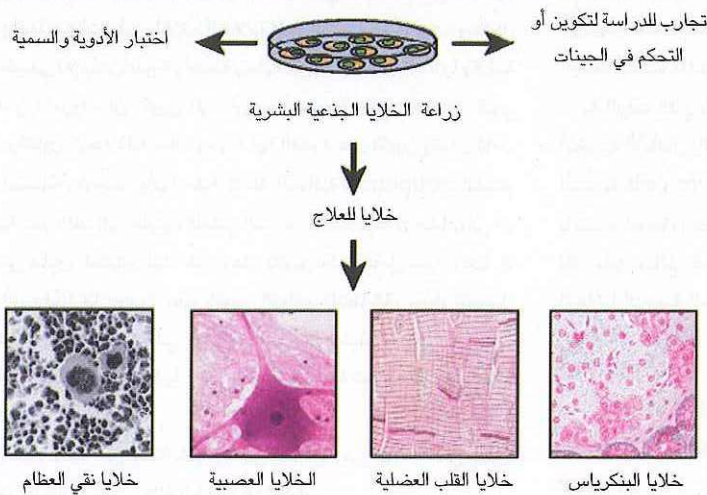 تجارب للدراسة لتكوين أو
التحكم في الجينات
اختبار الأدوية والسمية
زراعة الخلايا الجذعية البشرية
خلايا للعلاج
خلايا البنكرياس
خلايا القلب العضلية
الخلايا العصبية
خلايا نقي العظام